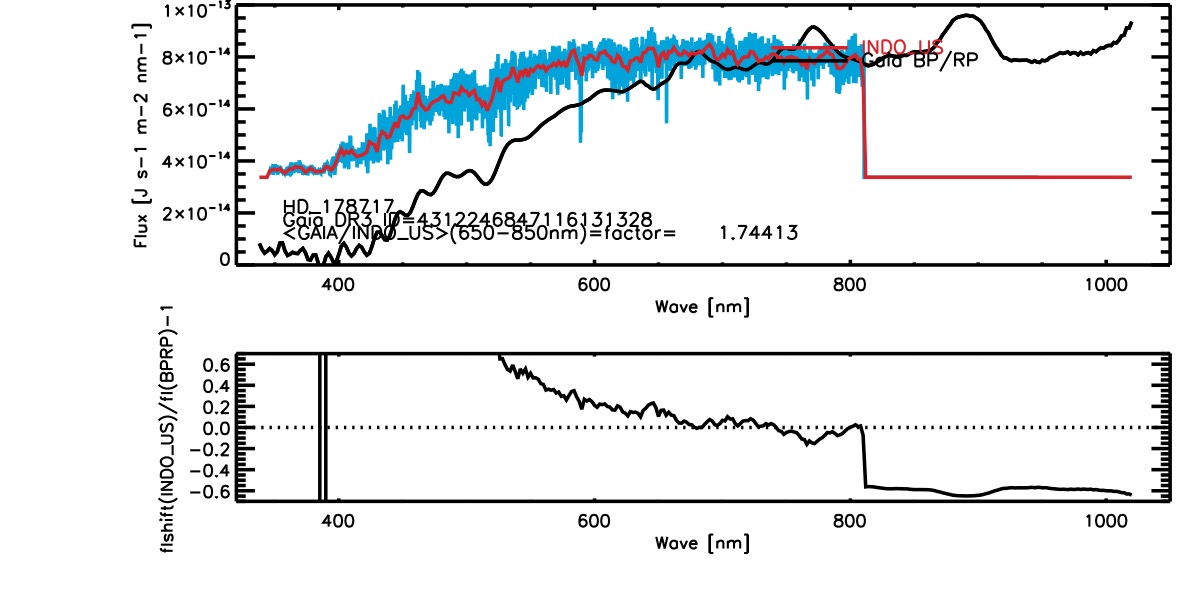 1×10⁻¹³
8×10⁻¹⁴
6×10⁻¹⁴
4×10⁻¹⁴
2×10⁻¹⁴
0
Flux [J s−1 m−2 nm−1]
INDO_US
Gaia BP/RP
HD_178717
Gaia DR3 ID=4312246847116131328
<GAIA/INDO_US>(650−850nm)=factor= 1.74413
400 600 800 1000
Wave [nm]
flshift(INDO_US)/fl(BPRP)−1
0.6
0.4
0.2
0.0
−0.2
−0.4
−0.6
400 600 800 1000
Wave [nm]